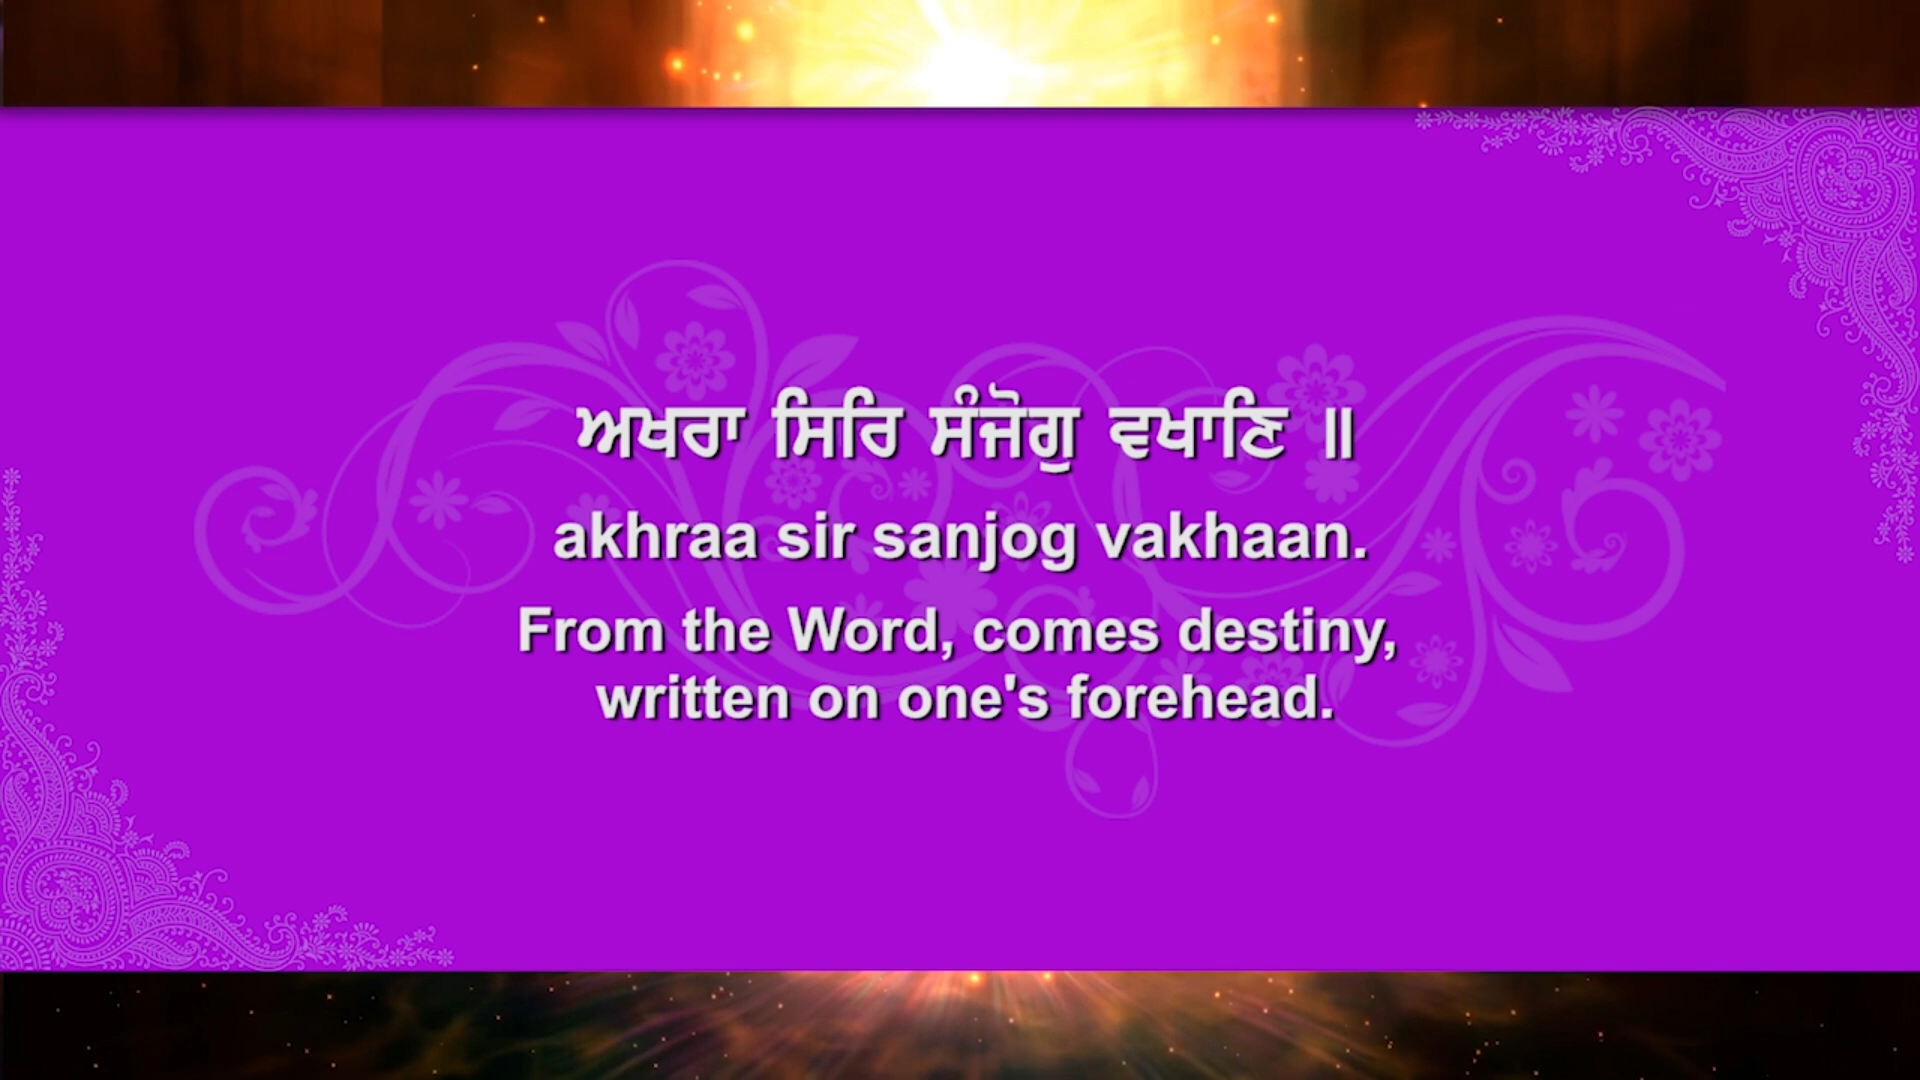 ਅਖਰਾ ਸਿਰਿ ਸੰਜੋਗੁ ਵਖਾਣਿ ॥
akhraa sir sanjog vakhaan.
From the Word, comes destiny,
written on one's forehead.